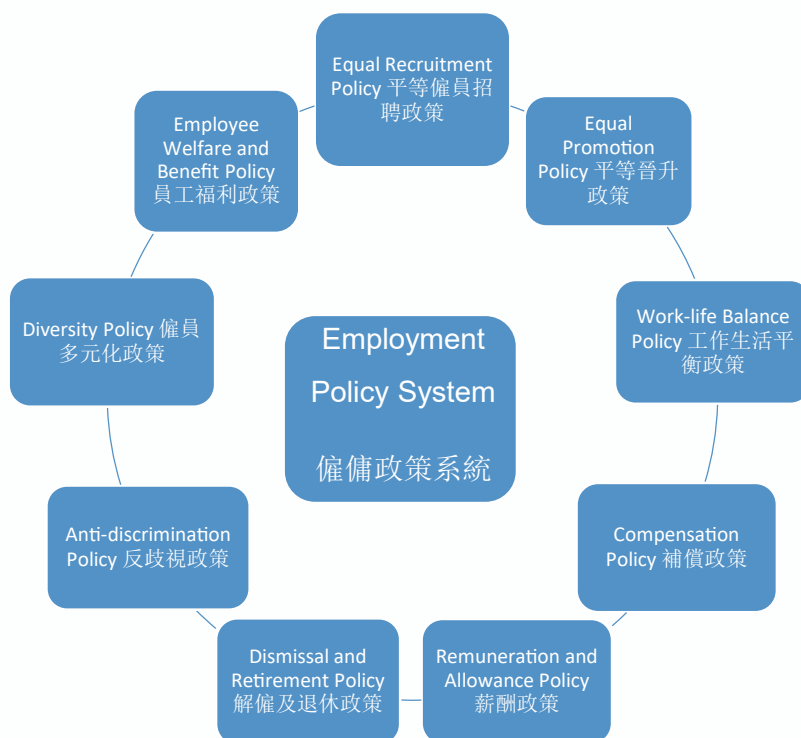 Equal Recruitment
Policy 平等僱員招
聘政策
Equal
Promotion
Policy 平等晉升
政策
Work-life Balance
Policy 工作生活平
衡政策
Compensation
Policy 補償政策
Remuneration and
Allowance Policy
薪酬政策
Dismissal and
Retirement Policy
解僱及退休政策
Anti-discrimination
Policy 反歧視政策
Diversity Policy 僱員
多元化政策
Employee
Welfare and
Benefit Policy
員工福利政策
Employment
Policy System
僱傭政策系統